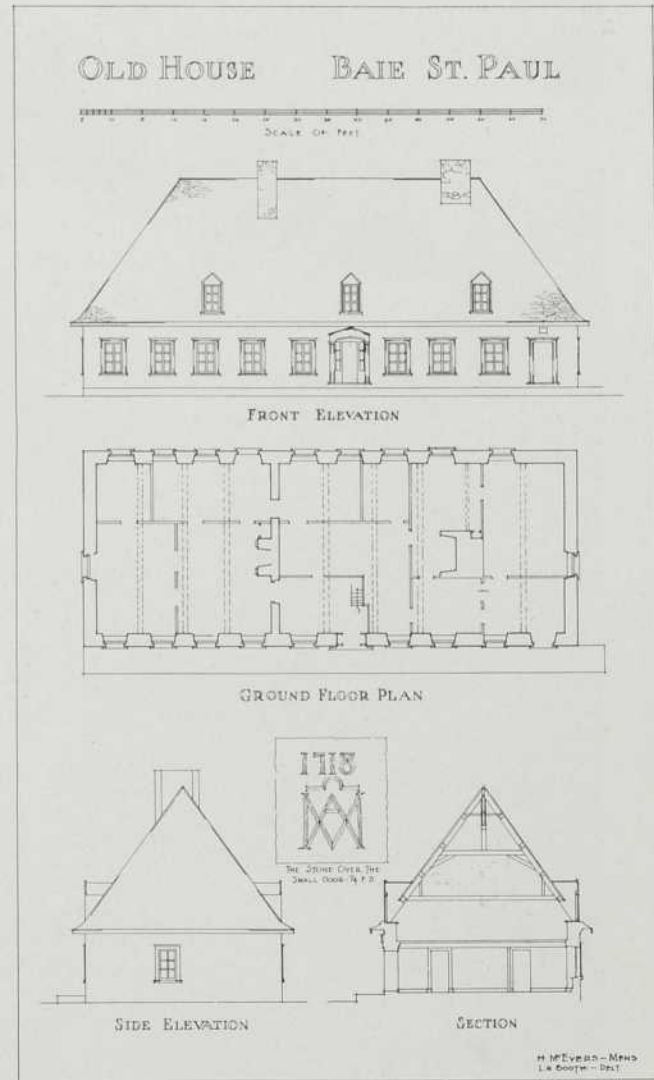 OLD HOUSE BAIE ST. PAUL
SCALE OF FEET
FRONT ELEVATION
GROUND FLOOR PLAN
1718
THE STONE OVER THE
SMALL DOOR
SIDE ELEVATION
SECTION
H McEVERS - MENS
L A BOOTH - DELT